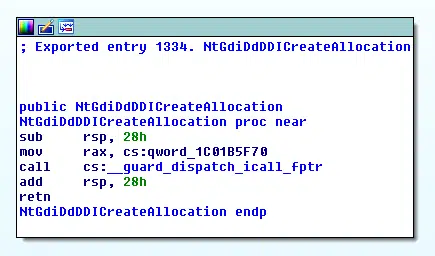 ; Exported entry 1334. NtGdiDdDDICreateAllocation
public NtGdiDdDDICreateAllocation
NtGdiDdDDICreateAllocation proc near
sub rsp, 28h
mov rax, cs:qword_1C01B5F70
call cs:__guard_dispatch_icall_fptr
add rsp, 28h
retn
NtGdiDdDDICreateAllocation endp